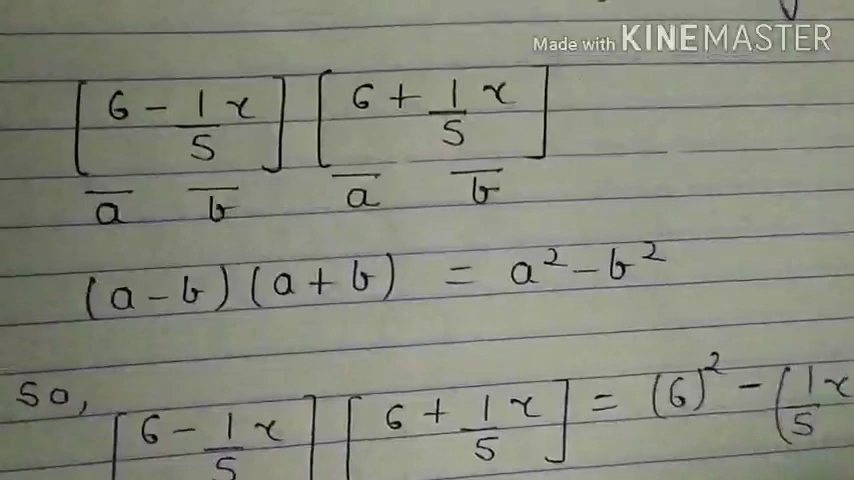 Made with KINEMASTER
[6 - 1/5 x] [6 + 1/5 x]
a b a b
(a - b) (a + b) = a² - b²
So,
[6 - 1/5 x] [6 + 1/5 x] = (6)² - (1/5 x